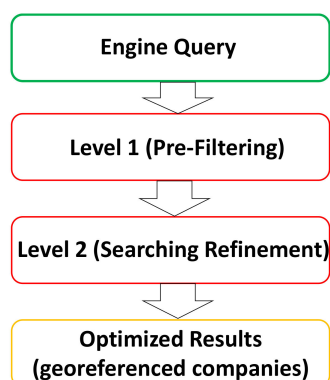 Engine Query
Level 1 (Pre-Filtering)
Level 2 (Searching Refinement)
Optimized Results
(georeferenced companies)